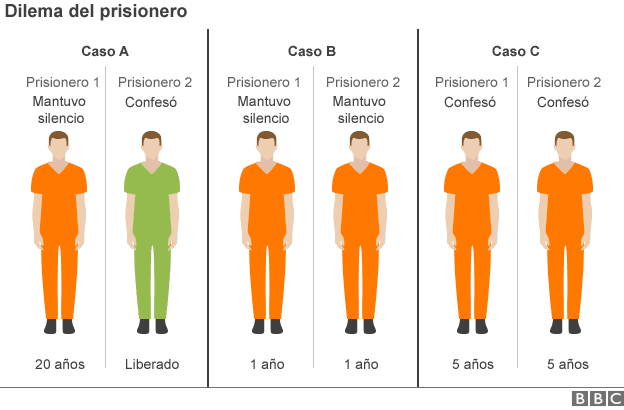 Dilema del prisionero
Caso A
Prisionero 1
Mantuvo
silencio
20 años
Prisionero 2
Confesó
Liberado
Caso B
Prisionero 1
Mantuvo
silencio
1 año
Prisionero 2
Mantuvo
silencio
1 año
Caso C
Prisionero 1
Confesó
5 años
Prisionero 2
Confesó
5 años
BBC